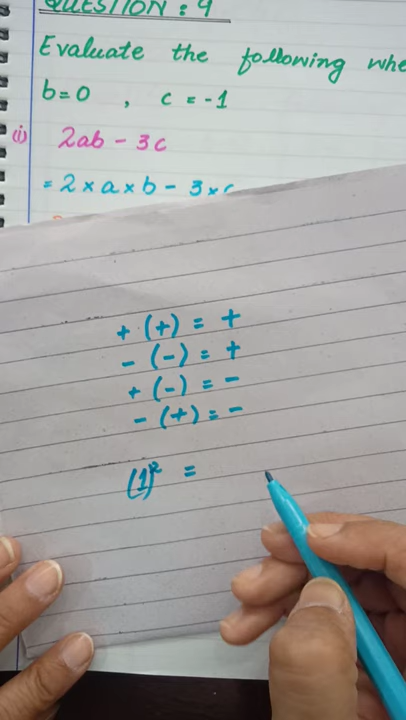 QUESTION : 4
Evaluate the following whe
b = 0 , c = -1
(i) 2ab - 3c
= 2 × a × b - 3 × c
+ (+) = +
- (-) = +
+ (-) = -
- (+) = -
(1)² =